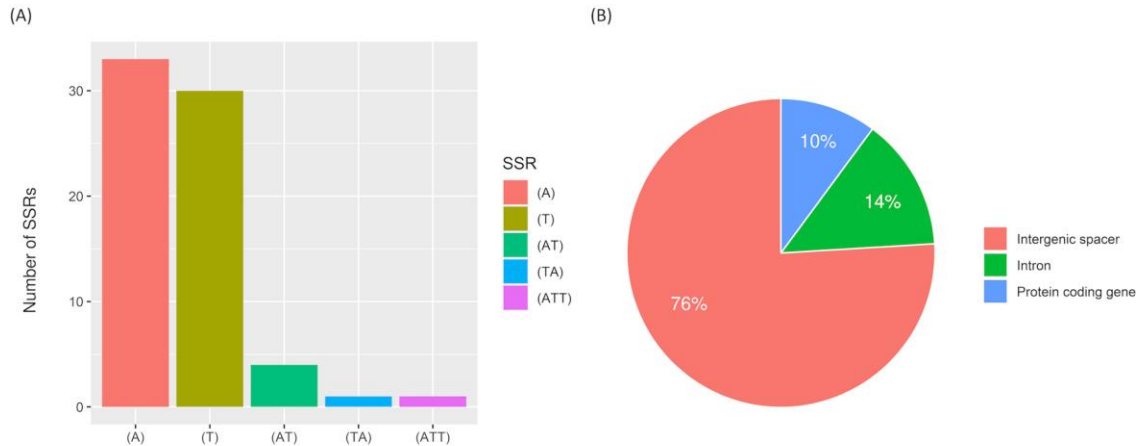 (A)
Number of SSRs
30
20
10
0
(A) (T) (AT) (TA) (ATT)
SSR
(A)
(T)
(AT)
(TA)
(ATT)
(B)
10%
14%
76%
Intergenic spacer
Intron
Protein coding gene